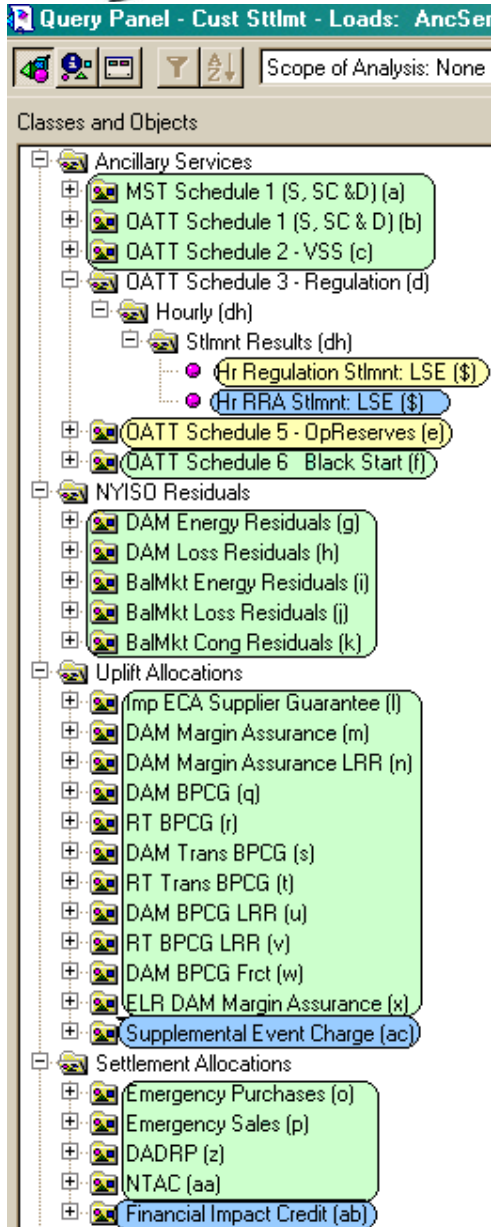 Query Panel - Cust Sttlmt - Loads: AncSer
Scope of Analysis: None
Classes and Objects
Ancillary Services
MST Schedule 1 (S, SC &D) (a)
OATT Schedule 1 (S, SC & D) (b)
OATT Schedule 2 - VSS (c)
OATT Schedule 3 - Regulation (d)
Hourly (dh)
Stlmnt Results (dh)
Hr Regulation Stlmnt: LSE ($)
Hr RRA Stlmnt: LSE ($)
OATT Schedule 5 - OpReserves (e)
OATT Schedule 6 Black Start (f)
NYISO Residuals
DAM Energy Residuals (g)
DAM Loss Residuals (h)
BalMkt Energy Residuals (i)
BalMkt Loss Residuals (j)
BalMkt Cong Residuals (k)
Uplift Allocations
Imp ECA Supplier Guarantee (l)
DAM Margin Assurance (m)
DAM Margin Assurance LRR (n)
DAM BPCG (q)
RT BPCG (r)
DAM Trans BPCG (s)
RT Trans BPCG (t)
DAM BPCG LRR (u)
RT BPCG LRR (v)
DAM BPCG Frct (w)
ELR DAM Margin Assurance (x)
Supplemental Event Charge (ac)
Settlement Allocations
Emergency Purchases (o)
Emergency Sales (p)
DADRP (z)
NTAC (aa)
Financial Impact Credit (ab)